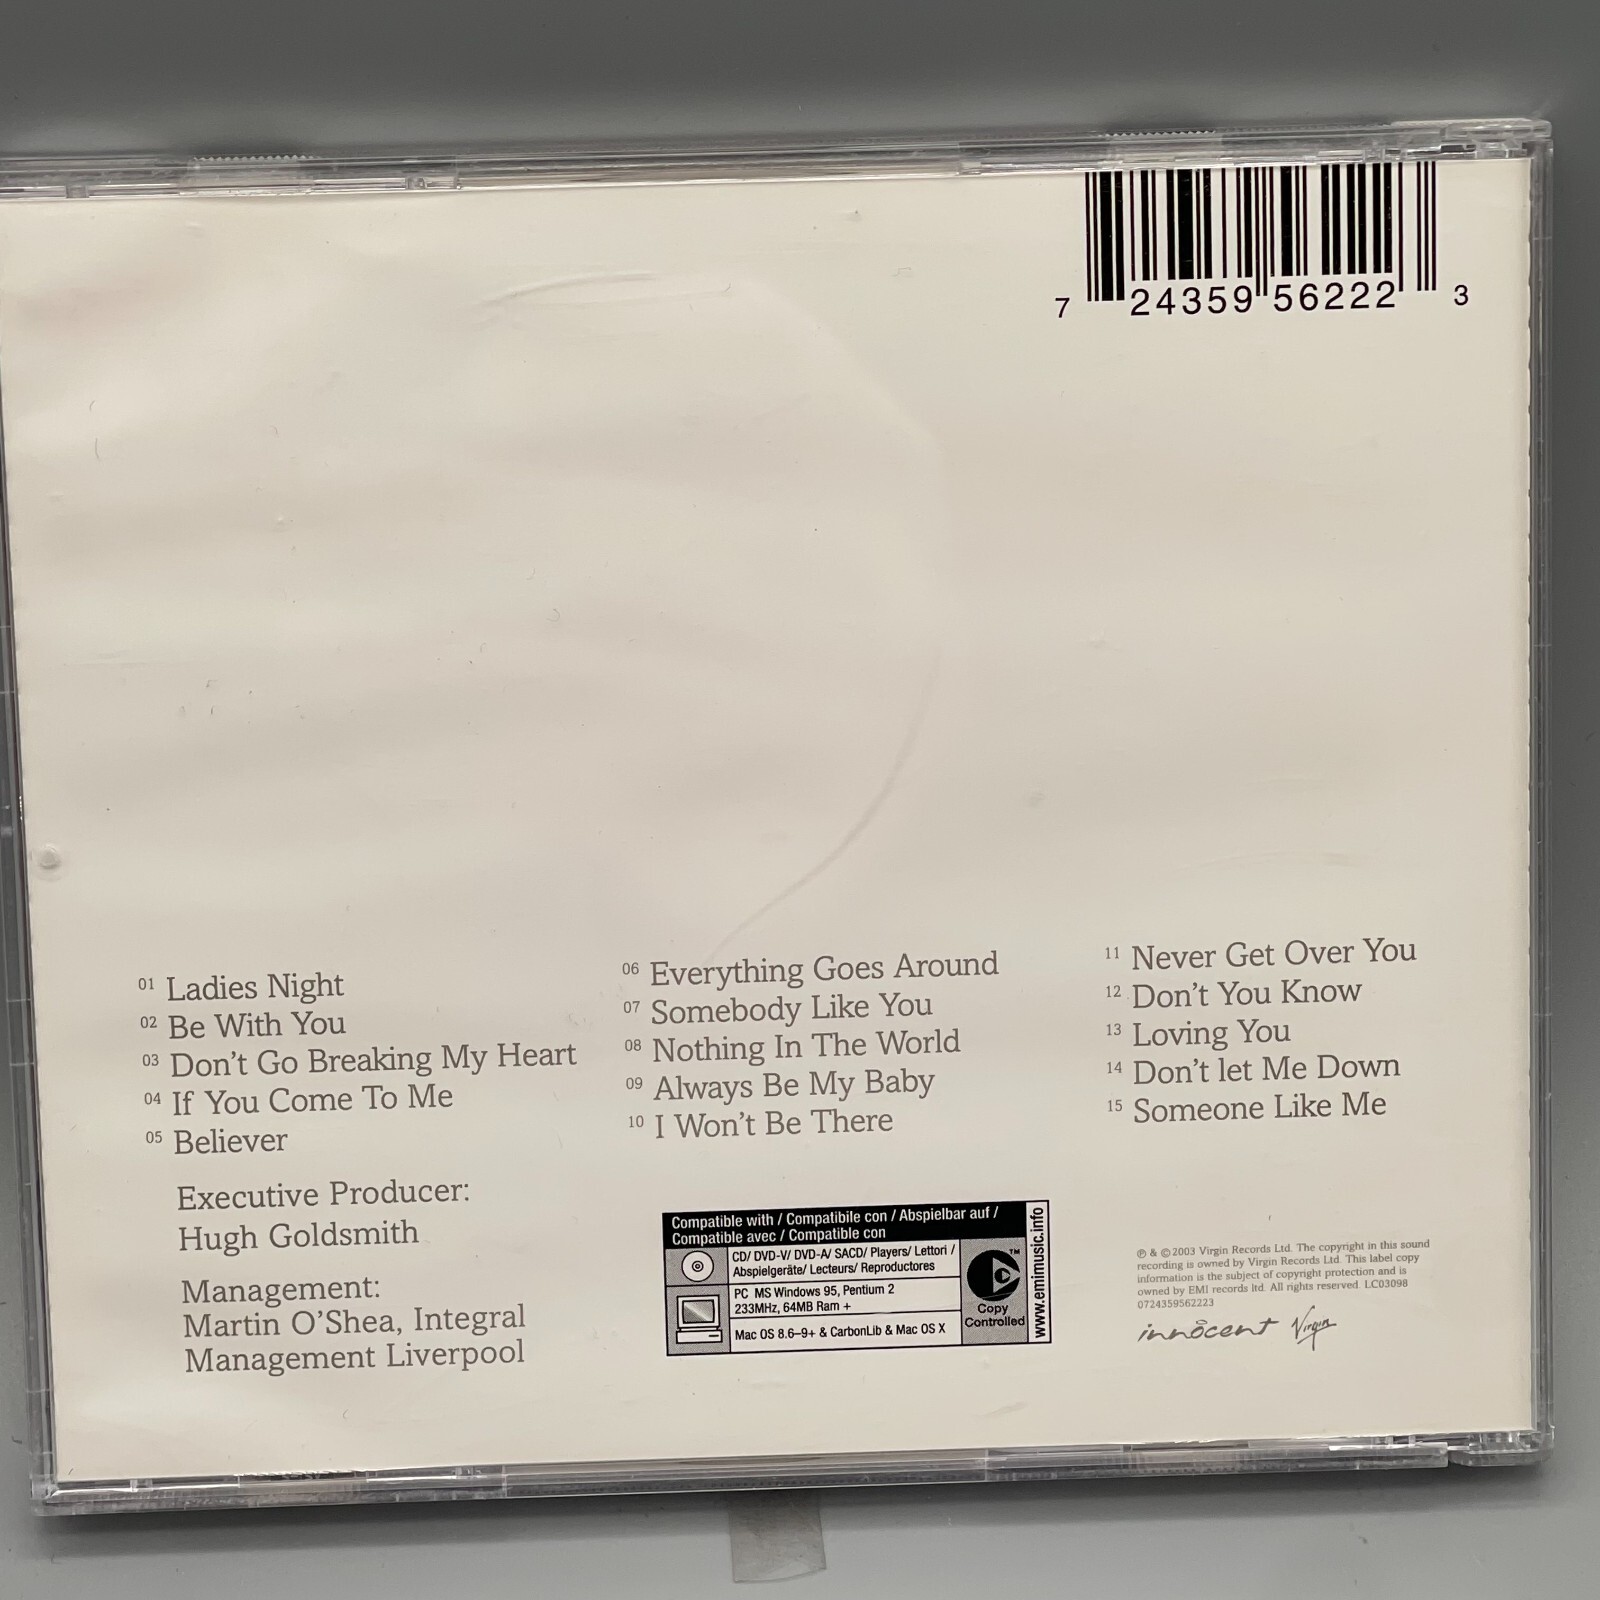 7 24359 56222 3
01 Ladies Night
02 Be With You
03 Don't Go Breaking My Heart
04 If You Come To Me
05 Believer
06 Everything Goes Around
07 Somebody Like You
08 Nothing In The World
09 Always Be My Baby
10 I Won't Be There
11 Never Get Over You
12 Don't You Know
13 Loving You
14 Don't let Me Down
15 Someone Like Me
Executive Producer:
Hugh Goldsmith
Management:
Martin O'Shea, Integral
Management Liverpool
Compatible with / Compatibile con / Abspielbar auf /
Compatible avec / Compatible con
CD/ DVD-V/ DVD-A/ SACD/ Players/ Lettori /
Abspielgeräte/ Lecteurs/ Reproductores
PC MS Windows 95, Pentium 2
233MHz, 64MB Ram +
Mac OS 8.6–9+ & CarbonLib & Mac OS X
TM
Copy
Controlled
www.emimusic.info
℗ & © 2003 Virgin Records Ltd. The copyright in this sound
recording is owned by Virgin Records Ltd. This label copy
information is the subject of copyright protection and is
owned by EMI records ltd. All rights reserved. LC03098
0724359562223
innocent Virgin